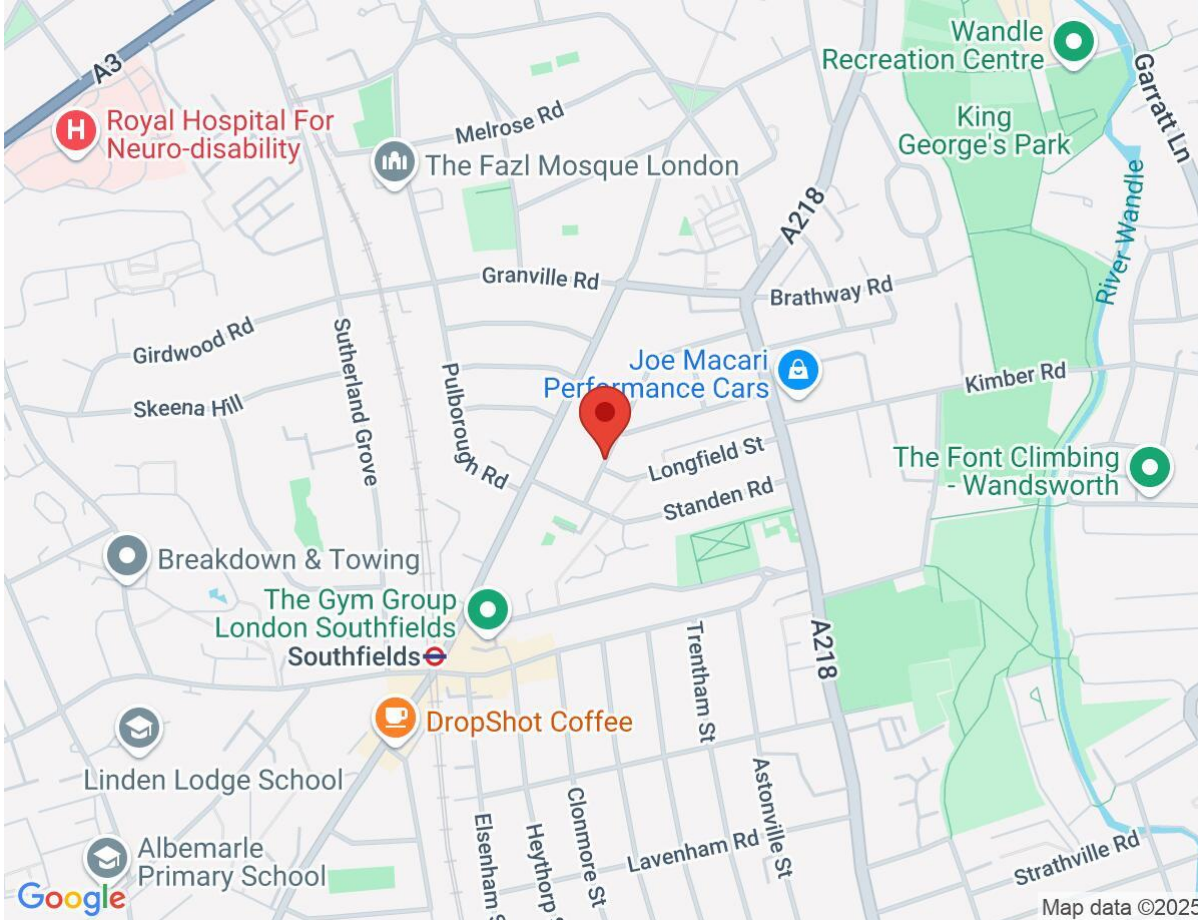 A3
Wandle
Recreation Centre
Garratt Ln
Royal Hospital For
Neuro-disability
Melrose Rd
King
George's Park
The Fazl Mosque London
River Wandle
A218
Granville Rd
Brathway Rd
Girdwood Rd
Sutherland Grove
Joe Macari
Performance Cars
Kimber Rd
Pulborough Rd
Skeena Hill
Longfield St
The Font Climbing
- Wandsworth
Standen Rd
Breakdown & Towing
The Gym Group
London Southfields
Southfields
Trentham St
A218
DropShot Coffee
Linden Lodge School
Astonville St
Clonmore St
Elsenham S
Heythorp
Lavenham Rd
Albemarle
Primary School
Strathville Rd
Google
Map data ©2025